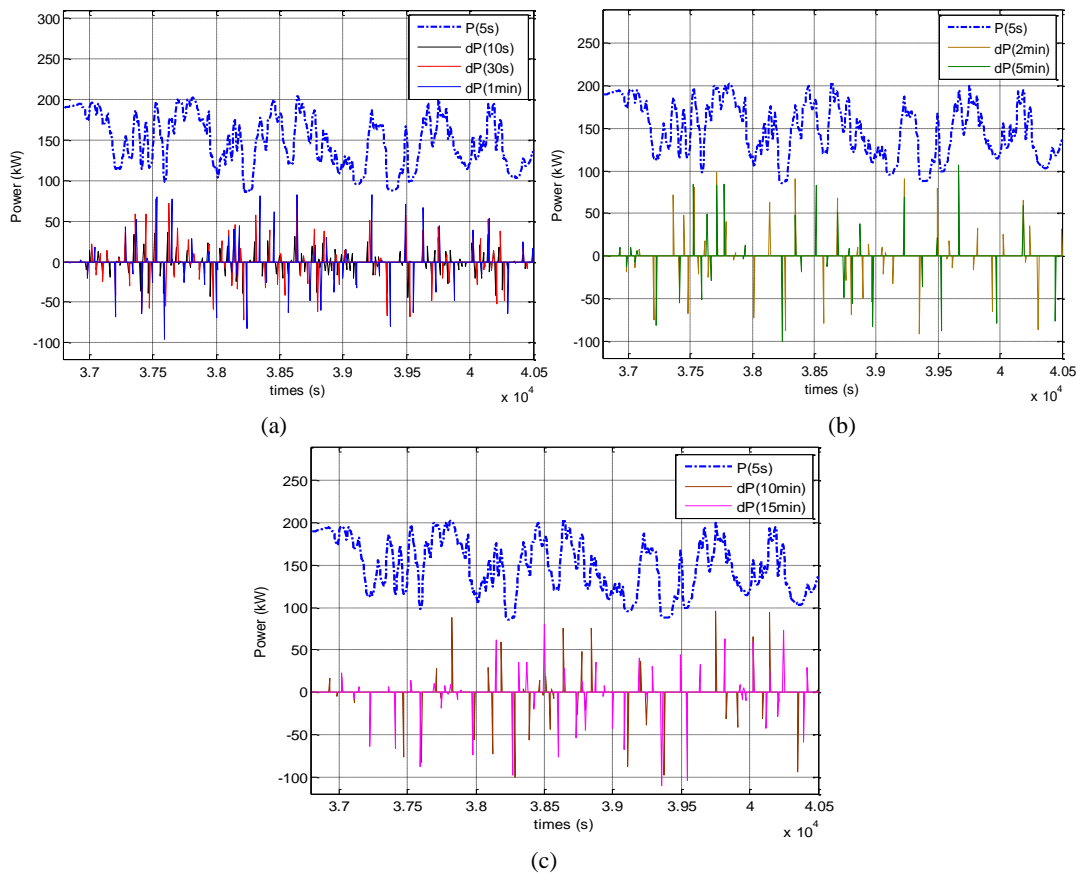 300
250
200
150
100
50
0
-50
-100
Power (kW)
P(5s)
dP(10s)
dP(30s)
dP(1min)
3.7 3.75 3.8 3.85 3.9 3.95 4 4.05
times (s)
x 10^4
(a)
250
200
150
100
50
0
-50
-100
Power (kW)
P(5s)
dP(2min)
dP(5min)
3.7 3.75 3.8 3.85 3.9 3.95 4 4.05
times (s)
x 10^4
(b)
250
200
150
100
50
0
-50
-100
Power (kW)
P(5s)
dP(10min)
dP(15min)
3.7 3.75 3.8 3.85 3.9 3.95 4 4.05
times (s)
x 10^4
(c)